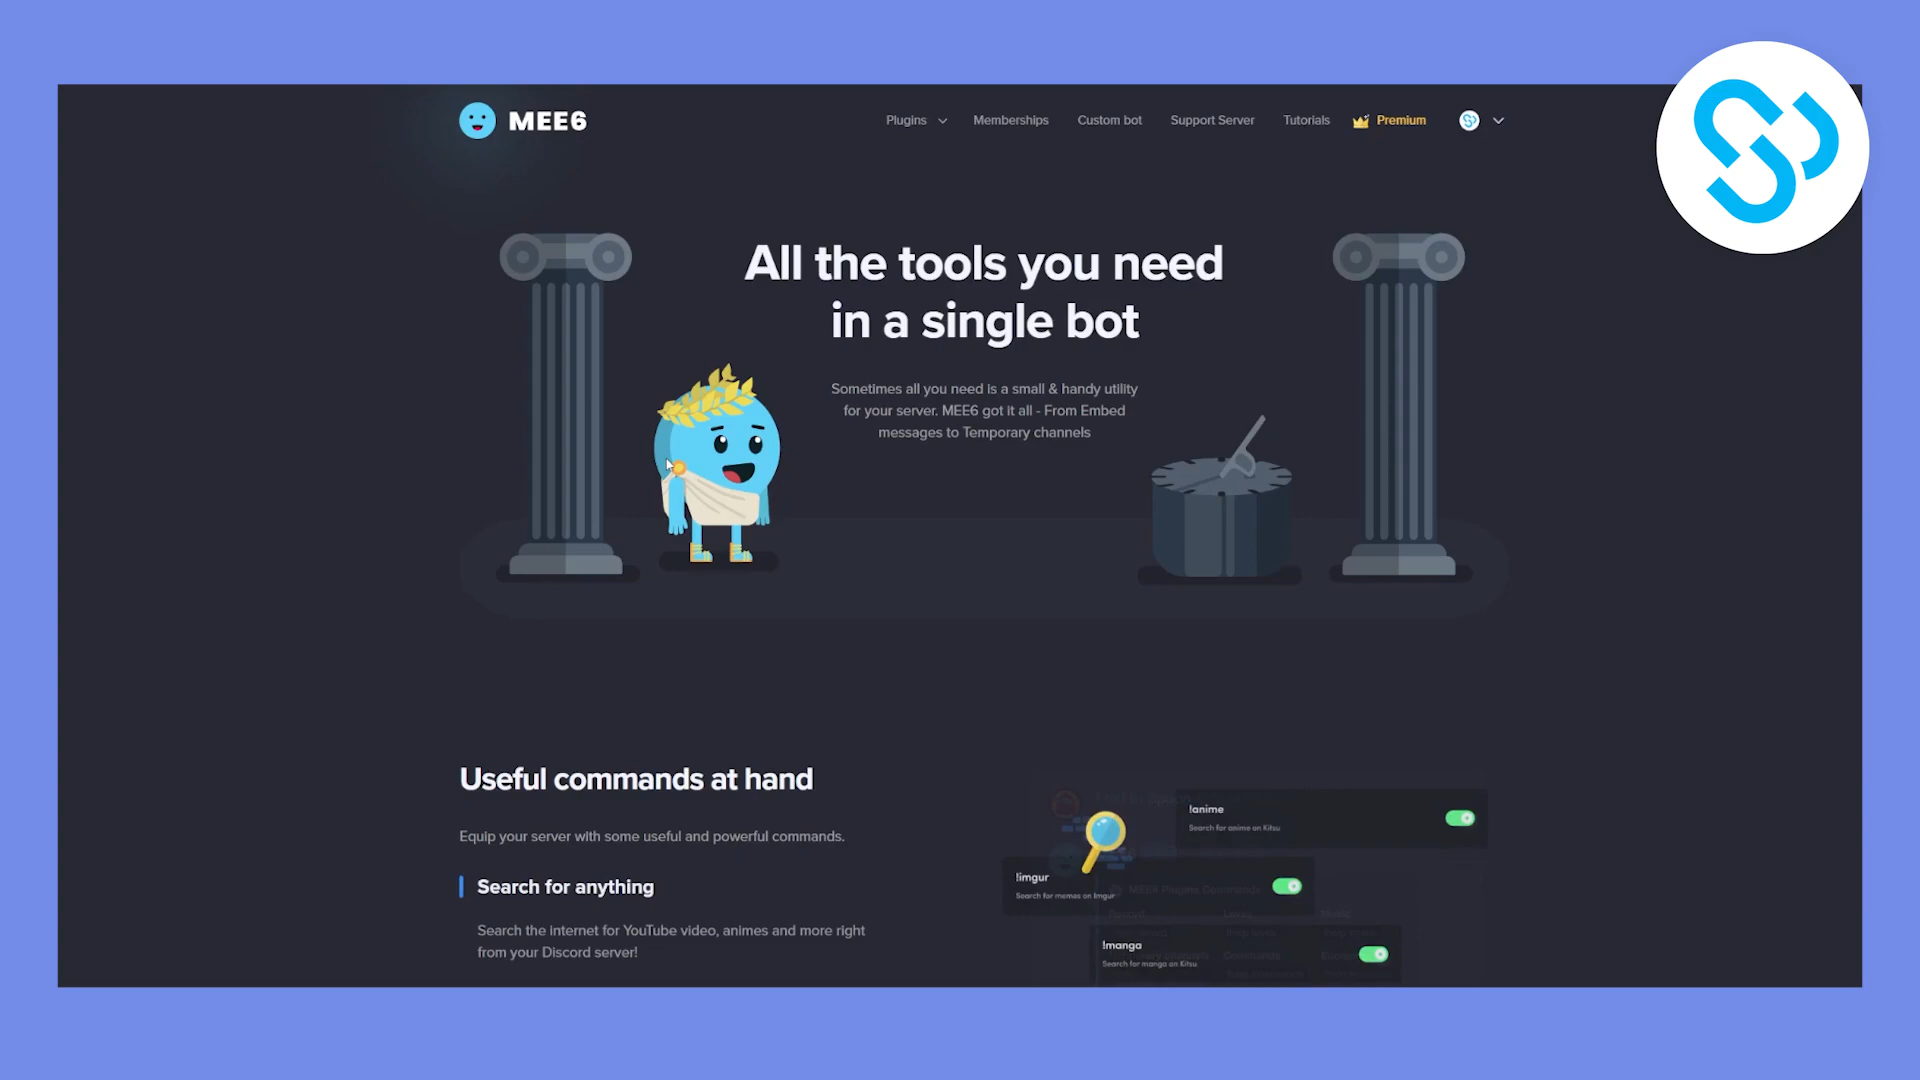 MEE6
Plugins
Memberships
Custom bot
Support Server
Tutorials
Premium
All the tools you need
in a single bot
Sometimes all you need is a small & handy utility
for your server. MEE6 got it all - From Embed
messages to Temporary channels
Useful commands at hand
Equip your server with some useful and powerful commands.
Search for anything
Search the internet for YouTube video, animes and more right
from your Discord server!
!anime
Search for anime on Kitsu
!imgur
Search for memes on Imgur
MEE6 Plugins Commands
!manga
Search for manga on Kitsu